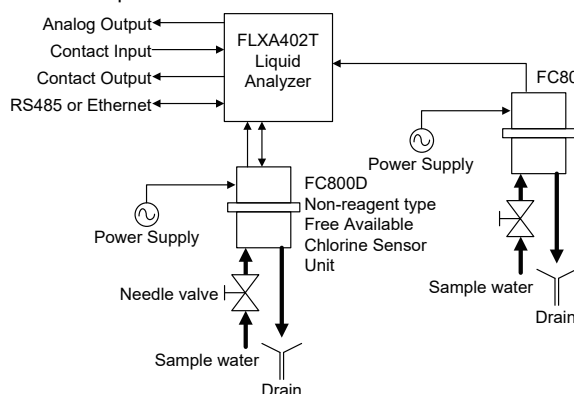 Analog Output
Contact Input
Contact Output
RS485 or Ethernet
FLXA402T
Liquid
Analyzer
FC80
Power Supply
Power Supply
FC800D
Non-reagent type
Free Available
Chlorine Sensor
Unit
Needle valve
Sample water
Sample water
Drain
Drain